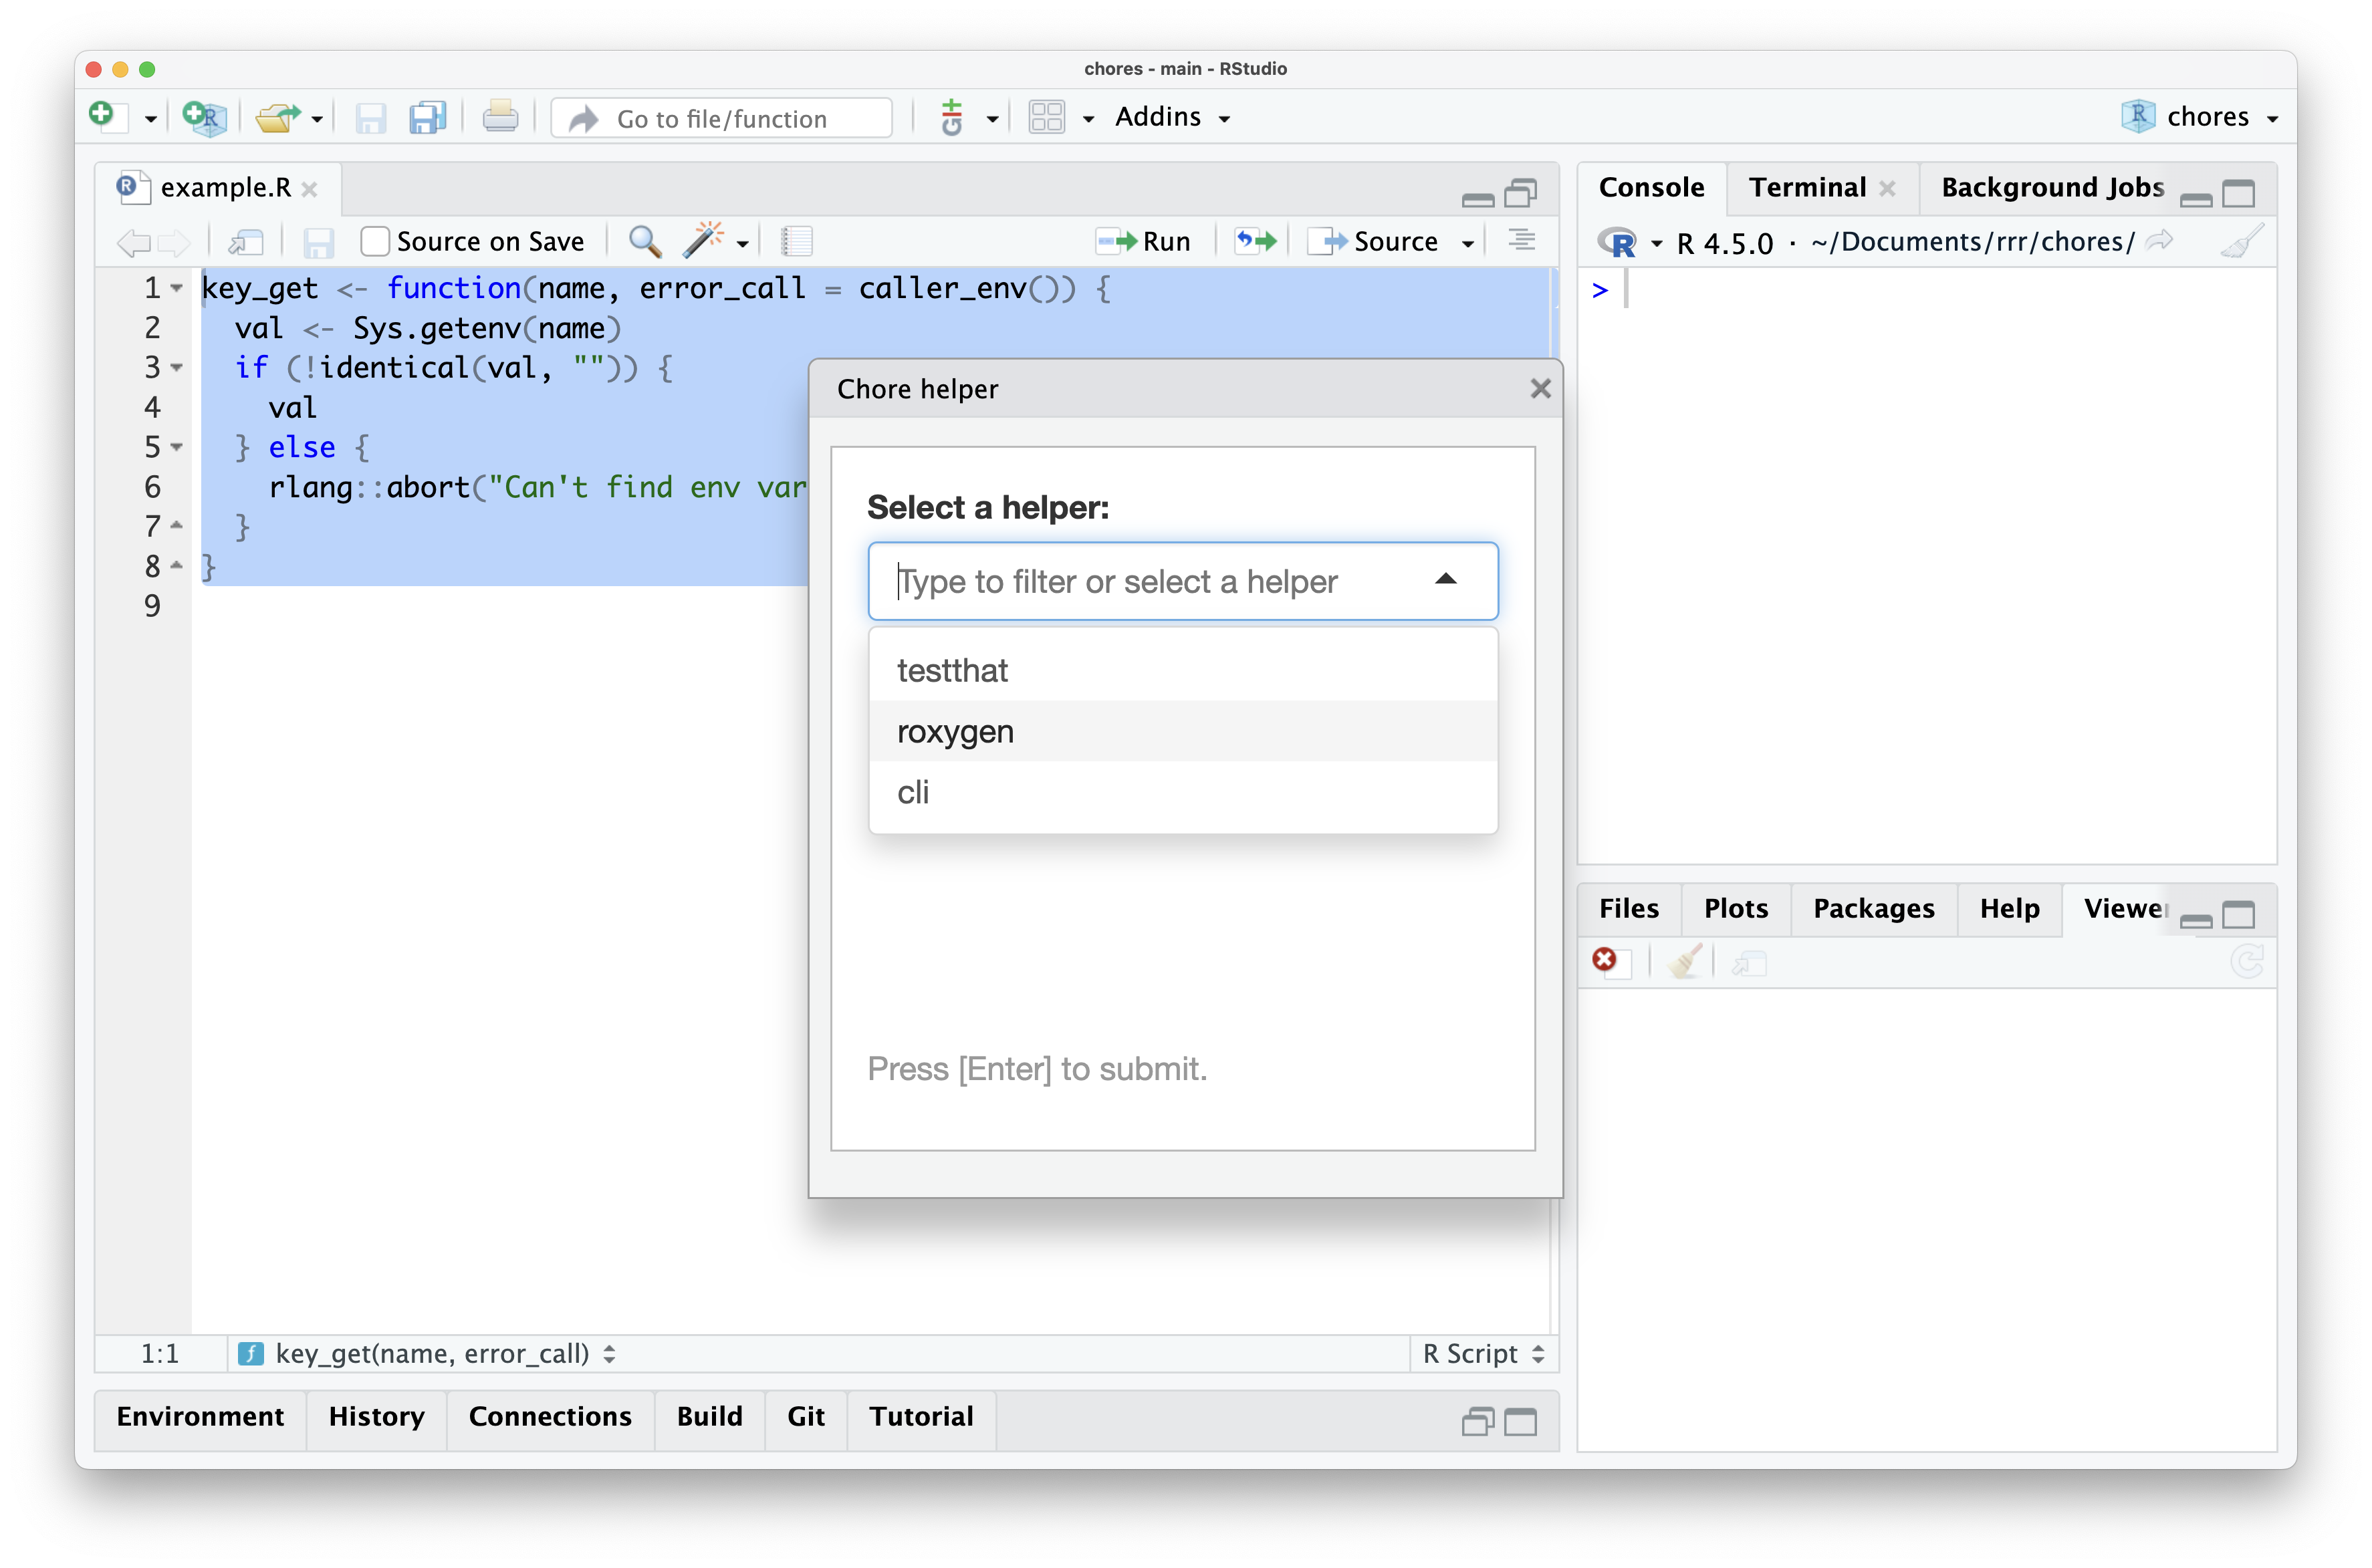 chores - main - RStudio
Go to file/function
Git
Addins
R
chores
R example.R
Console
Terminal
Background Jobs
Source on Save
Run
Source
R 4.5.0 · ~/Documents/rrr/chores/
1 key_get <- function(name, error_call = caller_env()) {
2 val <- Sys.getenv(name)
3 if (!identical(val, "")) {
4 val
5 } else {
6 rlang::abort("Can't find env var
7 }
8 }
9
>
Chore helper
Select a helper:
Type to filter or select a helper
testthat
roxygen
cli
Press [Enter] to submit.
Files
Plots
Packages
Help
Viewer
1:1
key_get(name, error_call)
R Script
Environment
History
Connections
Build
Git
Tutorial